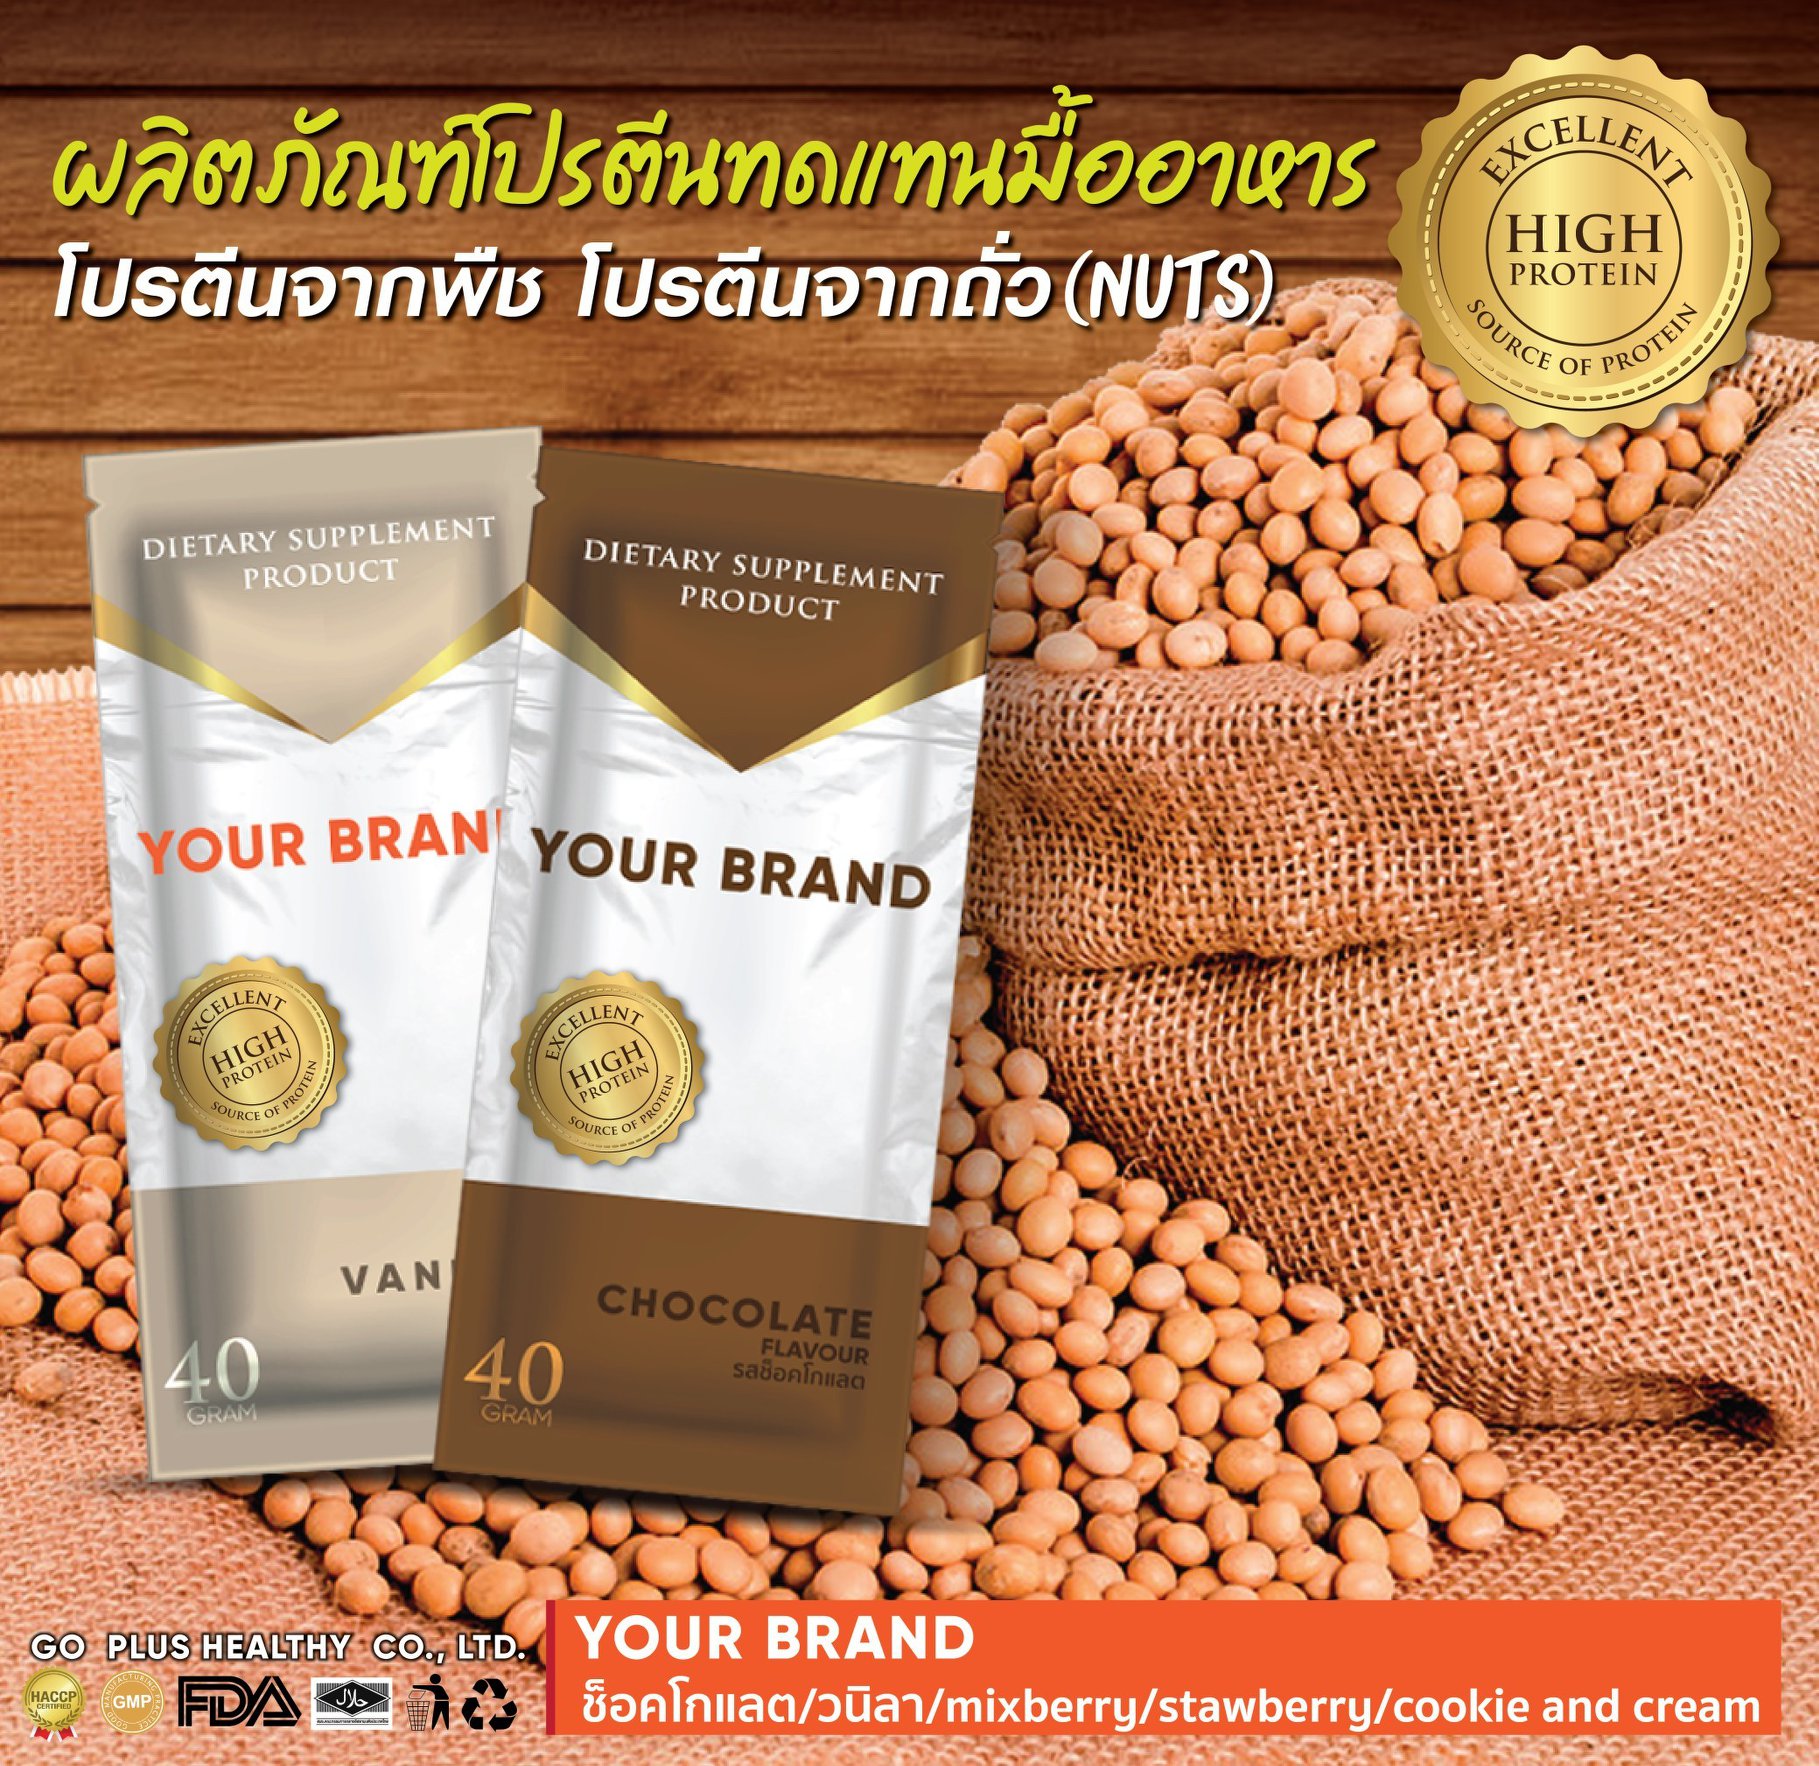 ผลิตภัณฑ์โปรตีนทดแทนมื้ออาหาร
โปรตีนจากพืช โปรตีนจากถั่ว (NUTS)
EXCELLENT
HIGH
PROTEIN
SOURCE OF PROTEIN
DIETARY SUPPLEMENT
PRODUCT
YOUR BRAN
EXCELLENT
HIGH
PROTEIN
SOURCE OF PROTEIN
VANI
40
GRAM
DIETARY SUPPLEMENT
PRODUCT
YOUR BRAND
EXCELLENT
HIGH
PROTEIN
SOURCE OF PROTEIN
CHOCOLATE
FLAVOUR
รสช็อคโกแลต
40
GRAM
GO PLUS HEALTHY CO., LTD.
HACCP
CERTIFIED
GMP
FDA
حلال
YOUR BRAND
ช็อคโกแลต/วนิลา/mixberry/stawberry/cookie and cream